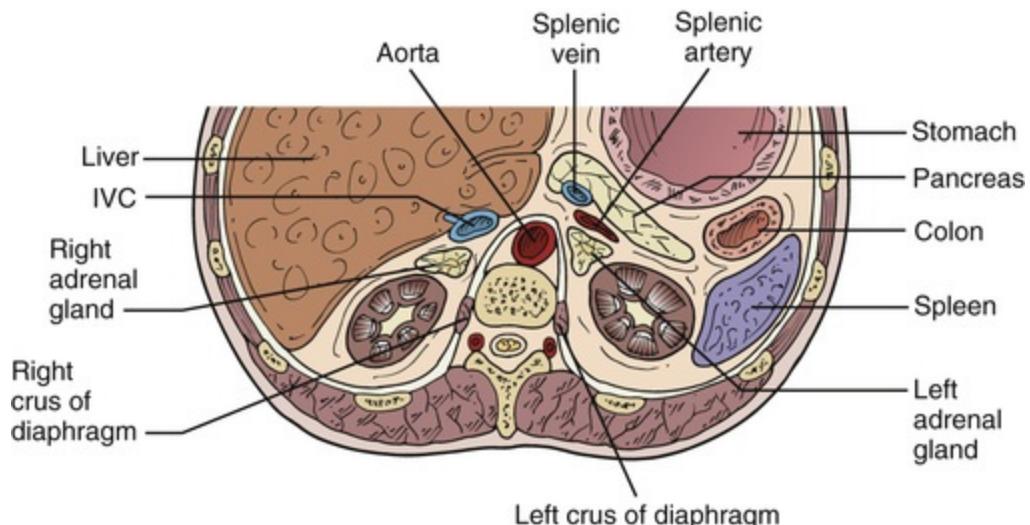 Aorta
Splenic
vein
Splenic
artery
Liver
IVC
Right
adrenal
gland
Right
crus of
diaphragm
Stomach
Pancreas
Colon
Spleen
Left
adrenal
gland
Left crus of diaphragm